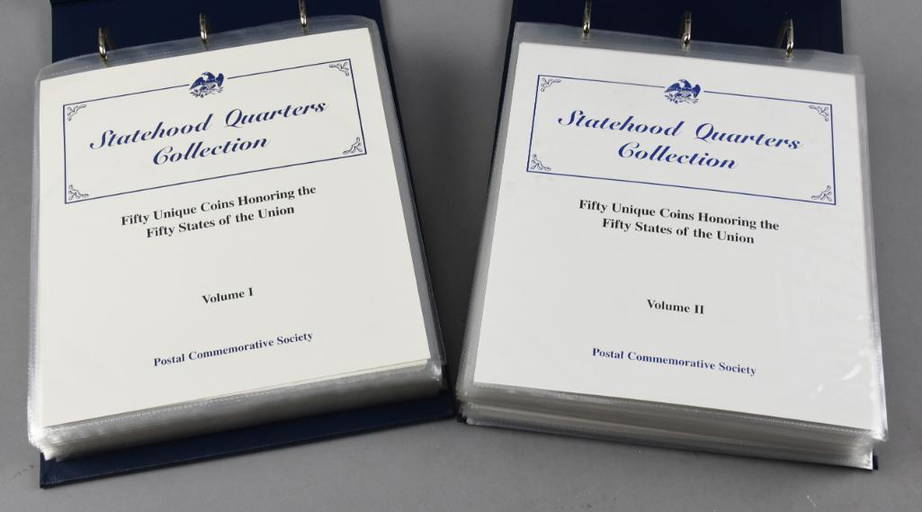 Statehood Quarters
Collection
Fifty Unique Coins Honoring the
Fifty States of the Union
Volume I
Postal Commemorative Society
Statehood Quarters
Collection
Fifty Unique Coins Honoring the
Fifty States of the Union
Volume II
Postal Commemorative Society